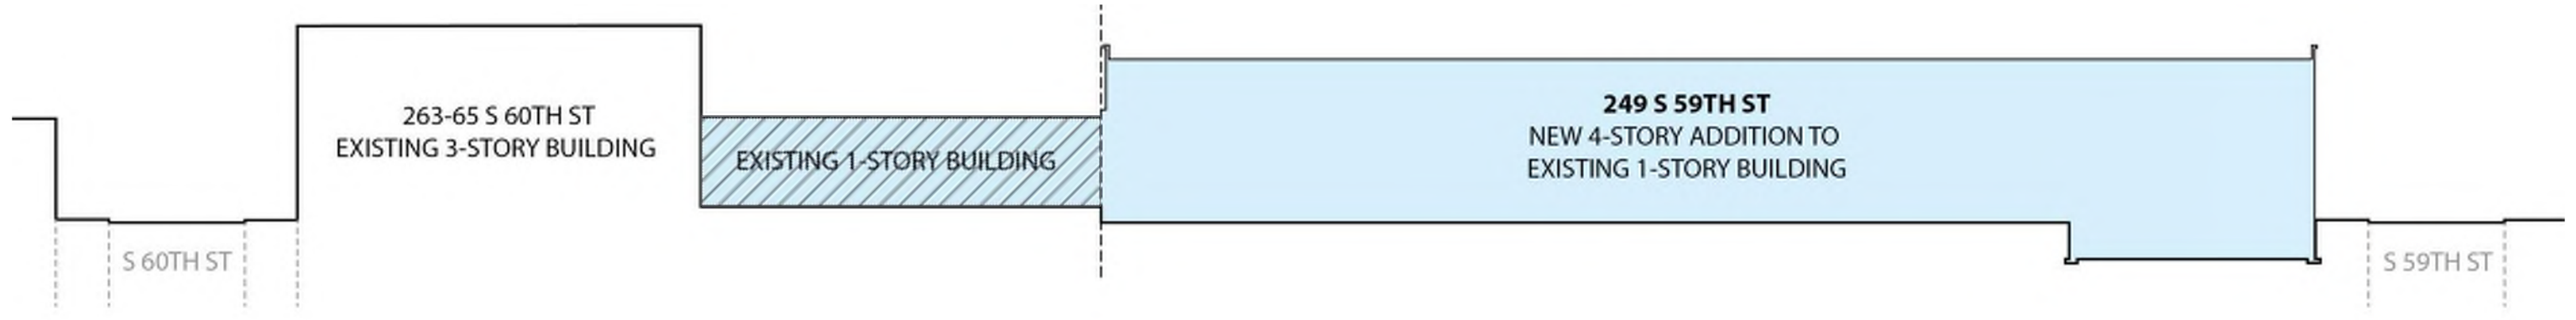 263-65 S 60TH ST
EXISTING 3-STORY BUILDING
EXISTING 1-STORY BUILDING
249 S 59TH ST
NEW 4-STORY ADDITION TO
EXISTING 1-STORY BUILDING
S 60TH ST
S 59TH ST